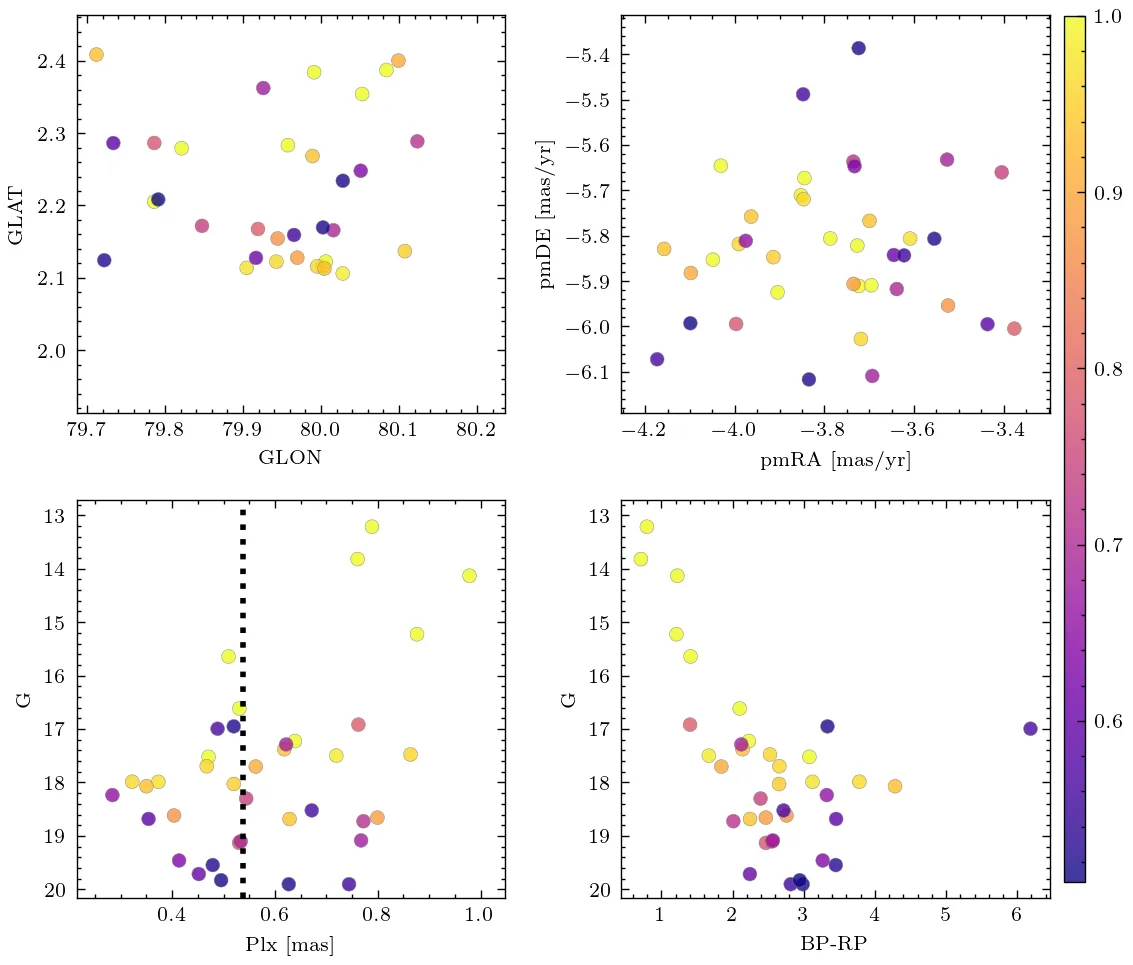 2.4
2.3
2.2
2.1
2.0
GLAT
79.7 79.8 79.9 80.0 80.1 80.2
GLON
−5.4
−5.5
−5.6
−5.7
−5.8
−5.9
−6.0
−6.1
pmDE [mas/yr]
−4.2 −4.0 −3.8 −3.6 −3.4
pmRA [mas/yr]
13
14
15
16
17
18
19
20
G
0.4 0.6 0.8 1.0
Plx [mas]
13
14
15
16
17
18
19
20
G
1 2 3 4 5 6
BP-RP
1.0
0.9
0.8
0.7
0.6